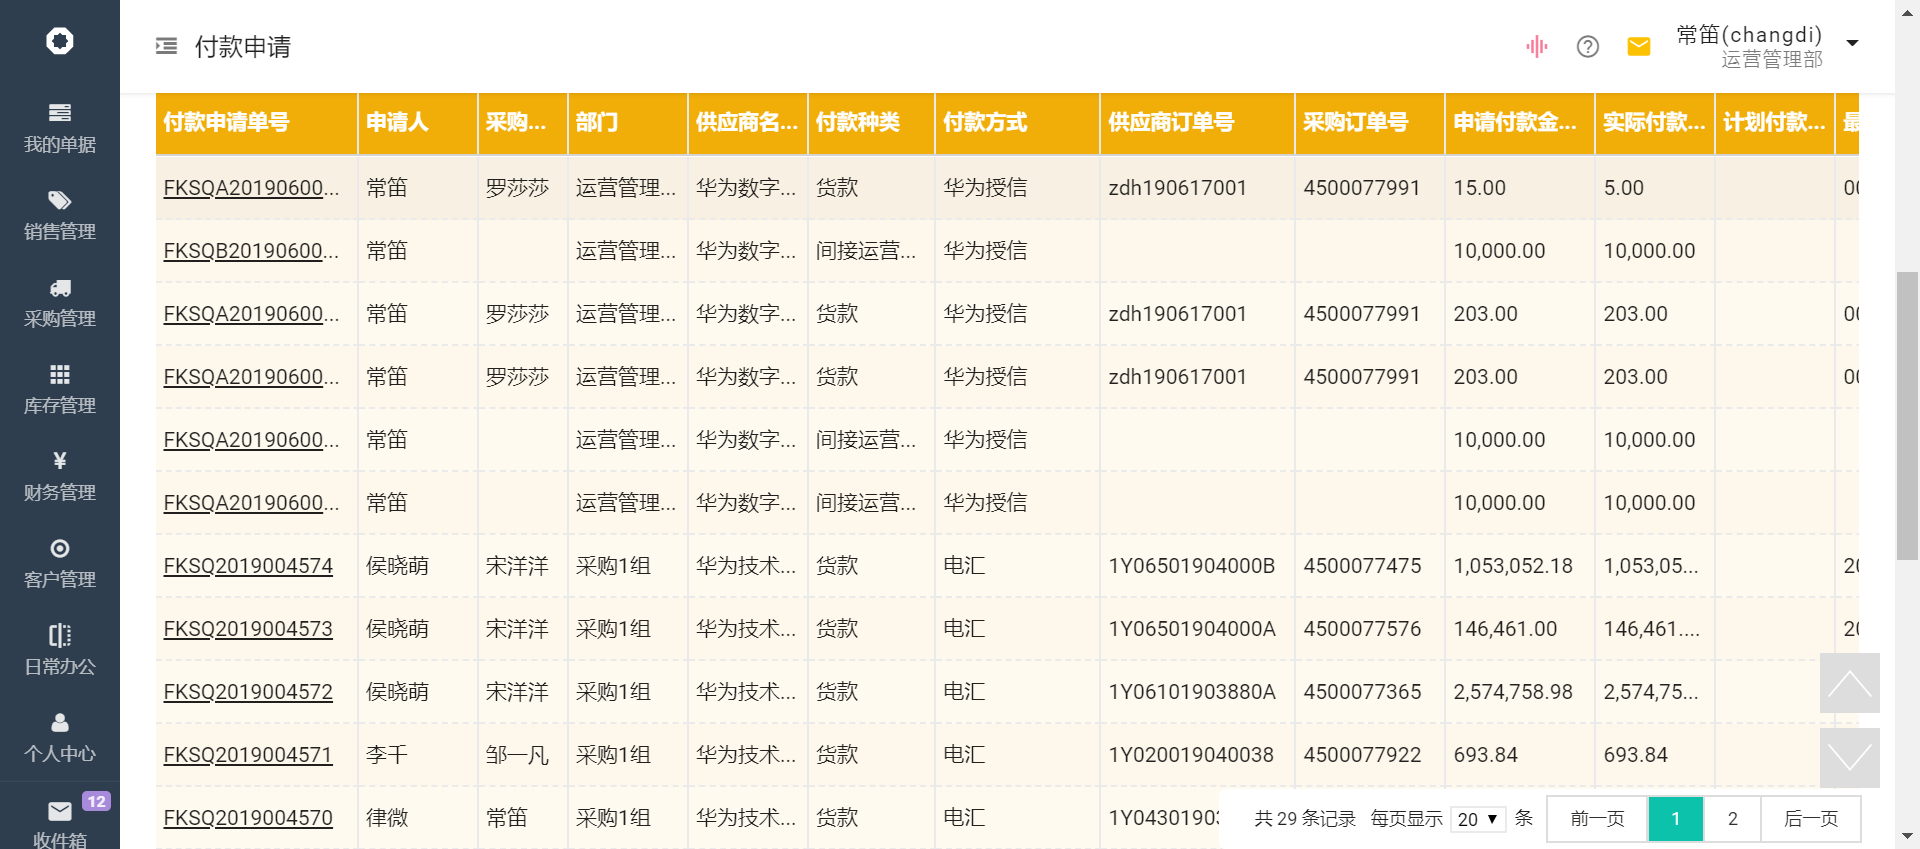 付款申请
常笛(changdi)
运营管理部
我的单据
销售管理
采购管理
库存管理
¥
财务管理
客户管理
日常办公
个人中心
12
收件箱
付款申请单号 申请人 采购... 部门 供应商名... 付款种类 付款方式 供应商订单号 采购订单号 申请付款金... 实际付款... 计划付款...
FKSQA20190600... 常笛 罗莎莎 运营管理... 华为数字... 货款 华为授信 zdh190617001 4500077991 15.00 5.00
FKSQB20190600... 常笛 运营管理... 华为数字... 间接运营... 华为授信 10,000.00 10,000.00
FKSQA20190600... 常笛 罗莎莎 运营管理... 华为数字... 货款 华为授信 zdh190617001 4500077991 203.00 203.00
FKSQA20190600... 常笛 罗莎莎 运营管理... 华为数字... 货款 华为授信 zdh190617001 4500077991 203.00 203.00
FKSQA20190600... 常笛 运营管理... 华为数字... 间接运营... 华为授信 10,000.00 10,000.00
FKSQA20190600... 常笛 运营管理... 华为数字... 间接运营... 华为授信 10,000.00 10,000.00
FKSQ2019004574 侯晓萌 宋洋洋 采购1组 华为技术... 货款 电汇 1Y06501904000B 4500077475 1,053,052.18 1,053,05... 20
FKSQ2019004573 侯晓萌 宋洋洋 采购1组 华为技术... 货款 电汇 1Y06501904000A 4500077576 146,461.00 146,461.... 20
FKSQ2019004572 侯晓萌 宋洋洋 采购1组 华为技术... 货款 电汇 1Y06101903880A 4500077365 2,574,758.98 2,574,75...
FKSQ2019004571 李千 邹一凡 采购1组 华为技术... 货款 电汇 1Y020019040038 4500077922 693.84 693.84
FKSQ2019004570 律微 常笛 采购1组 华为技术... 货款 电汇 1Y0430190
共 29 条记录 每页显示 20 条 前一页 1 2 后一页